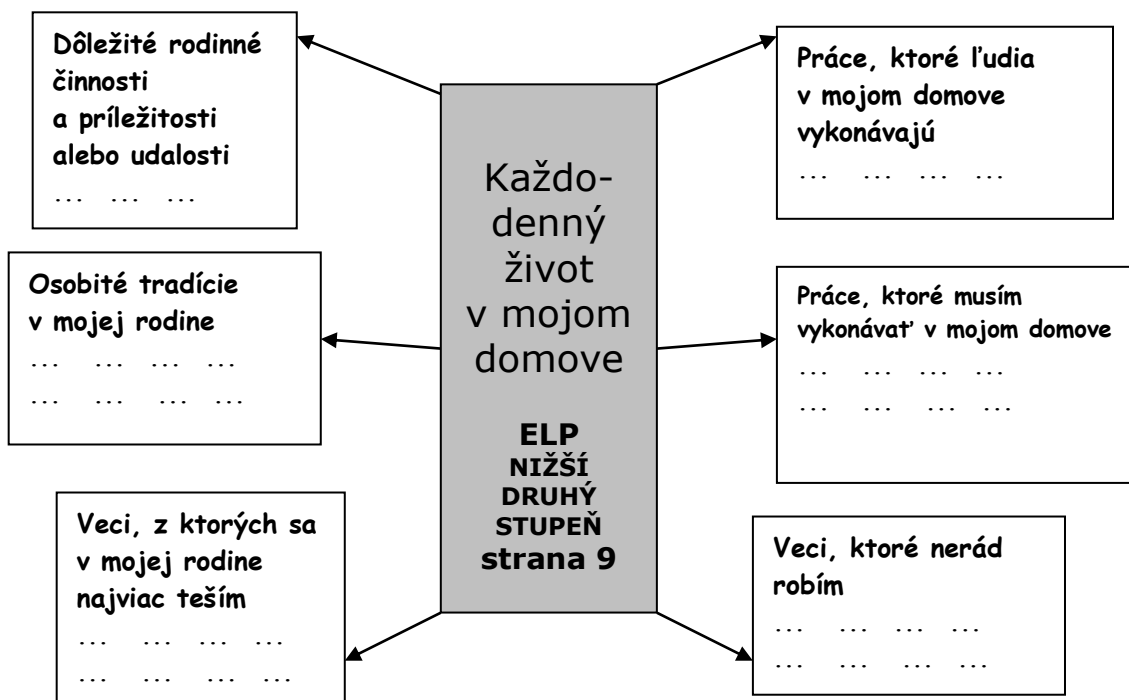 Dôležité rodinné
činnosti
a príležitosti
alebo udalosti
... ... ...
Osobité tradície
v mojej rodine
... ... ... ...
... ... ... ...
Veci, z ktorých sa
v mojej rodine
najviac teším
... ... ... ...
... ... ... ...
Každo-
denný
život
v mojom
domove
ELP
NIŽŠÍ
DRUHÝ
STUPEŇ
strana 9
Práce, ktoré ľudia
v mojom domove
vykonávajú
... ... ... ...
Práce, ktoré musím
vykonávať v mojom domove
... ... ... ...
... ... ... ...
Veci, ktoré nerád
robím
... ... ... ...
... ... ... ...